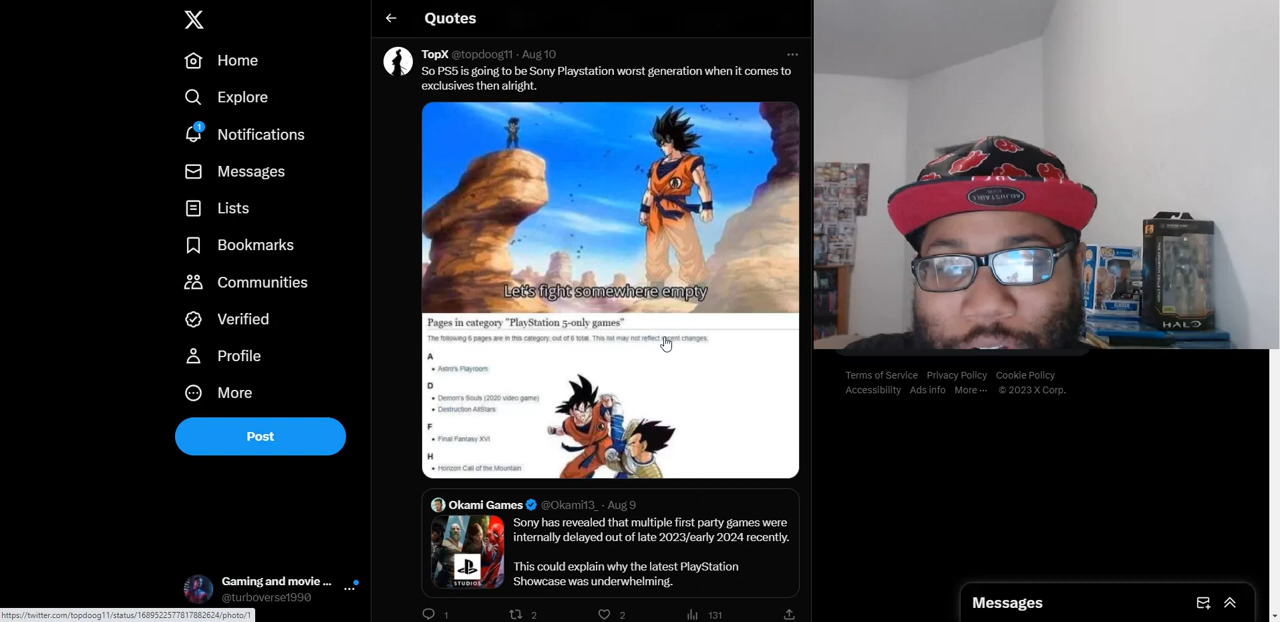 X
Home
Explore
1
Notifications
Messages
Lists
Bookmarks
Communities
Verified
Profile
More
Post
Gaming and movie ...
@turboverse1990
https://twitter.com/topdoog11/status/1689522577817882624/photo/1
Quotes
TopX @topdoog11 · Aug 10
So PS5 is going to be Sony Playstation worst generation when it comes to
exclusives then alright.
Let's fight somewhere empty
Pages in category "PlayStation 5-only games"
The following 6 pages are in this category, out of 6 total. This list may not reflect recent changes.
A
• Astro's Playroom
D
• Demon's Souls (2020 video game)
• Destruction AllStars
F
• Final Fantasy XVI
H
• Horizon Call of the Mountain
Okami Games @Okami13_ · Aug 9
Sony has revealed that multiple first party games were
internally delayed out of late 2023/early 2024 recently.
This could explain why the latest PlayStation
Showcase was underwhelming.
STUDIOS
1
2
2
131
HALO
Terms of Service Privacy Policy Cookie Policy
Accessibility Ads info More ··· © 2023 X Corp.
Messages